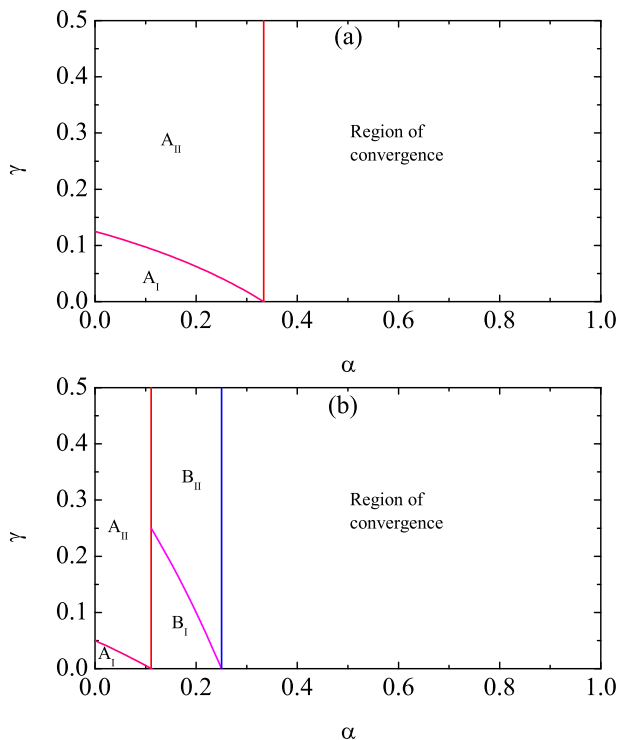 (a)
0.5
0.4
0.3
0.2
0.1
0.0
γ
A_II
A_I
Region of
convergence
0.0 0.2 0.4 0.6 0.8 1.0
α
(b)
0.5
0.4
0.3
0.2
0.1
0.0
γ
A_II
A_I
B_II
B_I
Region of
convergence
0.0 0.2 0.4 0.6 0.8 1.0
α